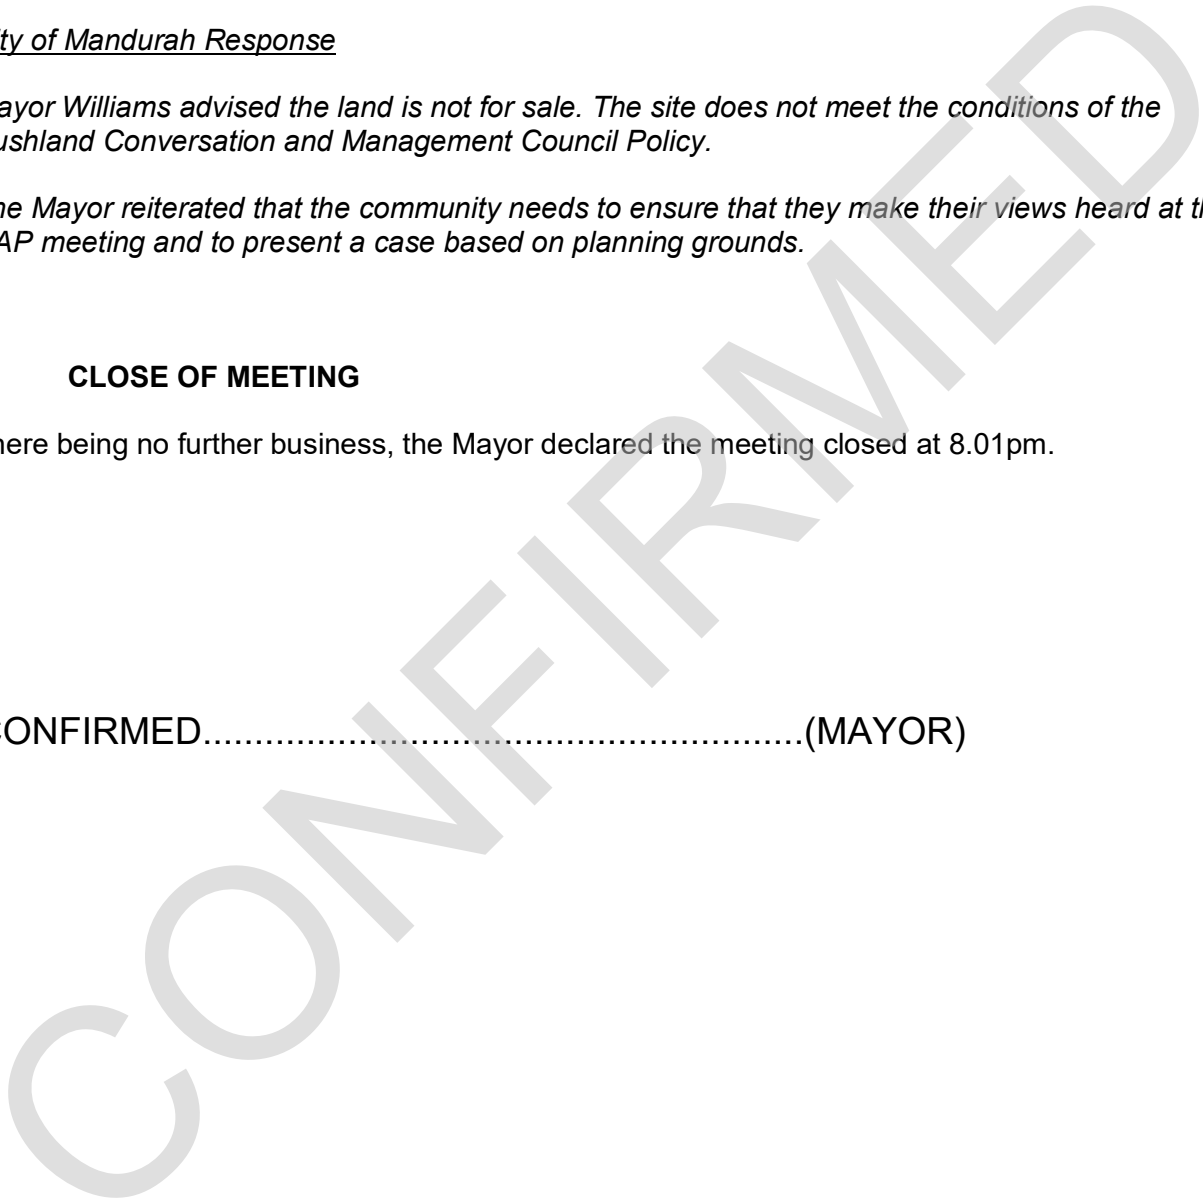 ty of Mandurah Response
ayor Williams advised the land is not for sale. The site does not meet the conditions of the
ushland Conversation and Management Council Policy.
he Mayor reiterated that the community needs to ensure that they make their views heard at th
AP meeting and to present a case based on planning grounds.
CLOSE OF MEETING
here being no further business, the Mayor declared the meeting closed at 8.01pm.
CONFIRMED............................................................(MAYOR)
CONFIRMED